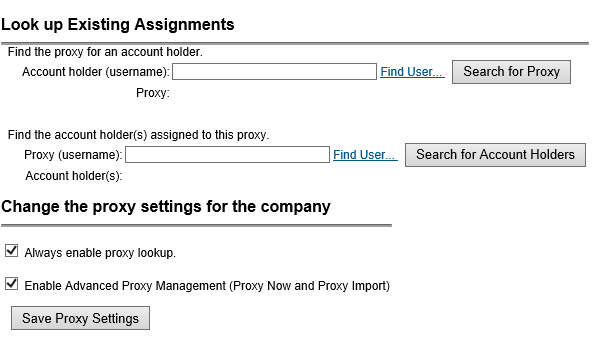 Look up Existing Assignments
Find the proxy for an account holder.
Account holder (username): Find User... Search for Proxy
Proxy:
Find the account holder(s) assigned to this proxy.
Proxy (username): Find User... Search for Account Holders
Account holder(s):
Change the proxy settings for the company
Always enable proxy lookup.
Enable Advanced Proxy Management (Proxy Now and Proxy Import)
Save Proxy Settings